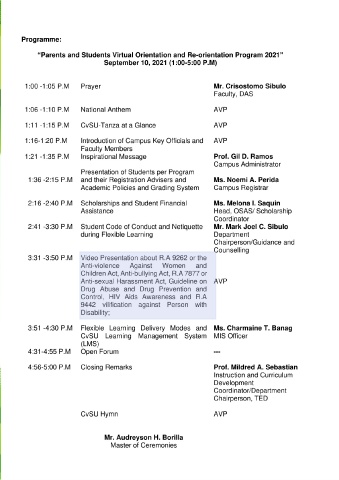 Programme:
"Parents and Students Virtual Orientation and Re-orientation Program 2021"
September 10, 2021 (1:00-5:00 P.M)
1:00 -1:05 P.M Prayer Mr. Crisostomo Sibulo
Faculty, DAS
1:06 -1:10 P.M National Anthem AVP
1:11 -1:15 P.M CvSU-Tanza at a Glance AVP
1:16-1:20 P.M Introduction of Campus Key Officials and AVP
Faculty Members
1:21 -1:35 P.M Inspirational Message Prof. Gil D. Ramos
Campus Administrator
Presentation of Students per Program
1:36 -2:15 P.M and their Registration Advisers and Ms. Noemi A. Perida
Academic Policies and Grading System Campus Registrar
2:16 -2:40 P.M Scholarships and Student Financial Ms. Melona I. Saquin
Assistance Head, OSAS/ Scholarship
Coordinator
2:41 -3:30 P.M Student Code of Conduct and Netiquette Mr. Mark Joel C. Sibulo
during Flexible Learning Department
Chairperson/Guidance and
Counselling
3:31 -3:50 P.M Video Presentation about R.A 9262 or the
Anti-violence Against Women and
Children Act, Anti-bullying Act, R.A 7877 or
Anti-sexual Harassment Act, Guideline on AVP
Drug Abuse and Drug Prevention and
Control, HIV Aids Awareness and R.A
9442 vilification against Person with
Disability;
3:51 -4:30 P.M Flexible Learning Delivery Modes and Ms. Charmaine T. Banag
CvSU Learning Management System MIS Officer
(LMS)
4:31-4:55 P.M Open Forum ---
4:56-5:00 P.M Closing Remarks Prof. Mildred A. Sebastian
Instruction and Curriculum
Development
Coordinator/Department
Chairperson, TED
CvSU Hymn AVP
Mr. Audreyson H. Borilla
Master of Ceremonies